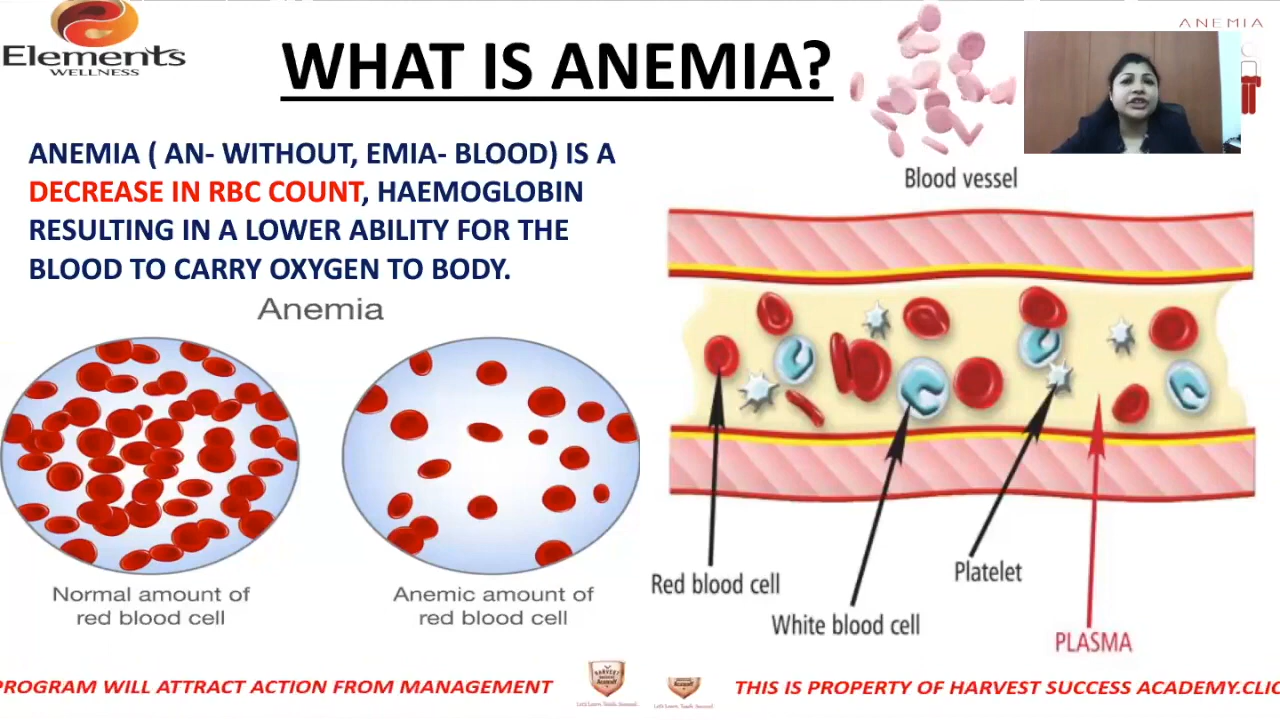 Elements
WELLNESS
WHAT IS ANEMIA?
ANEMIA
ANEMIA ( AN- WITHOUT, EMIA- BLOOD) IS A
DECREASE IN RBC COUNT, HAEMOGLOBIN
RESULTING IN A LOWER ABILITY FOR THE
BLOOD TO CARRY OXYGEN TO BODY.
Anemia
Normal amount of
red blood cell
Anemic amount of
red blood cell
Blood vessel
Red blood cell
White blood cell
Platelet
PLASMA
PROGRAM WILL ATTRACT ACTION FROM MANAGEMENT
HARVEST
Academy
THIS IS PROPERTY OF HARVEST SUCCESS ACADEMY.CLIC